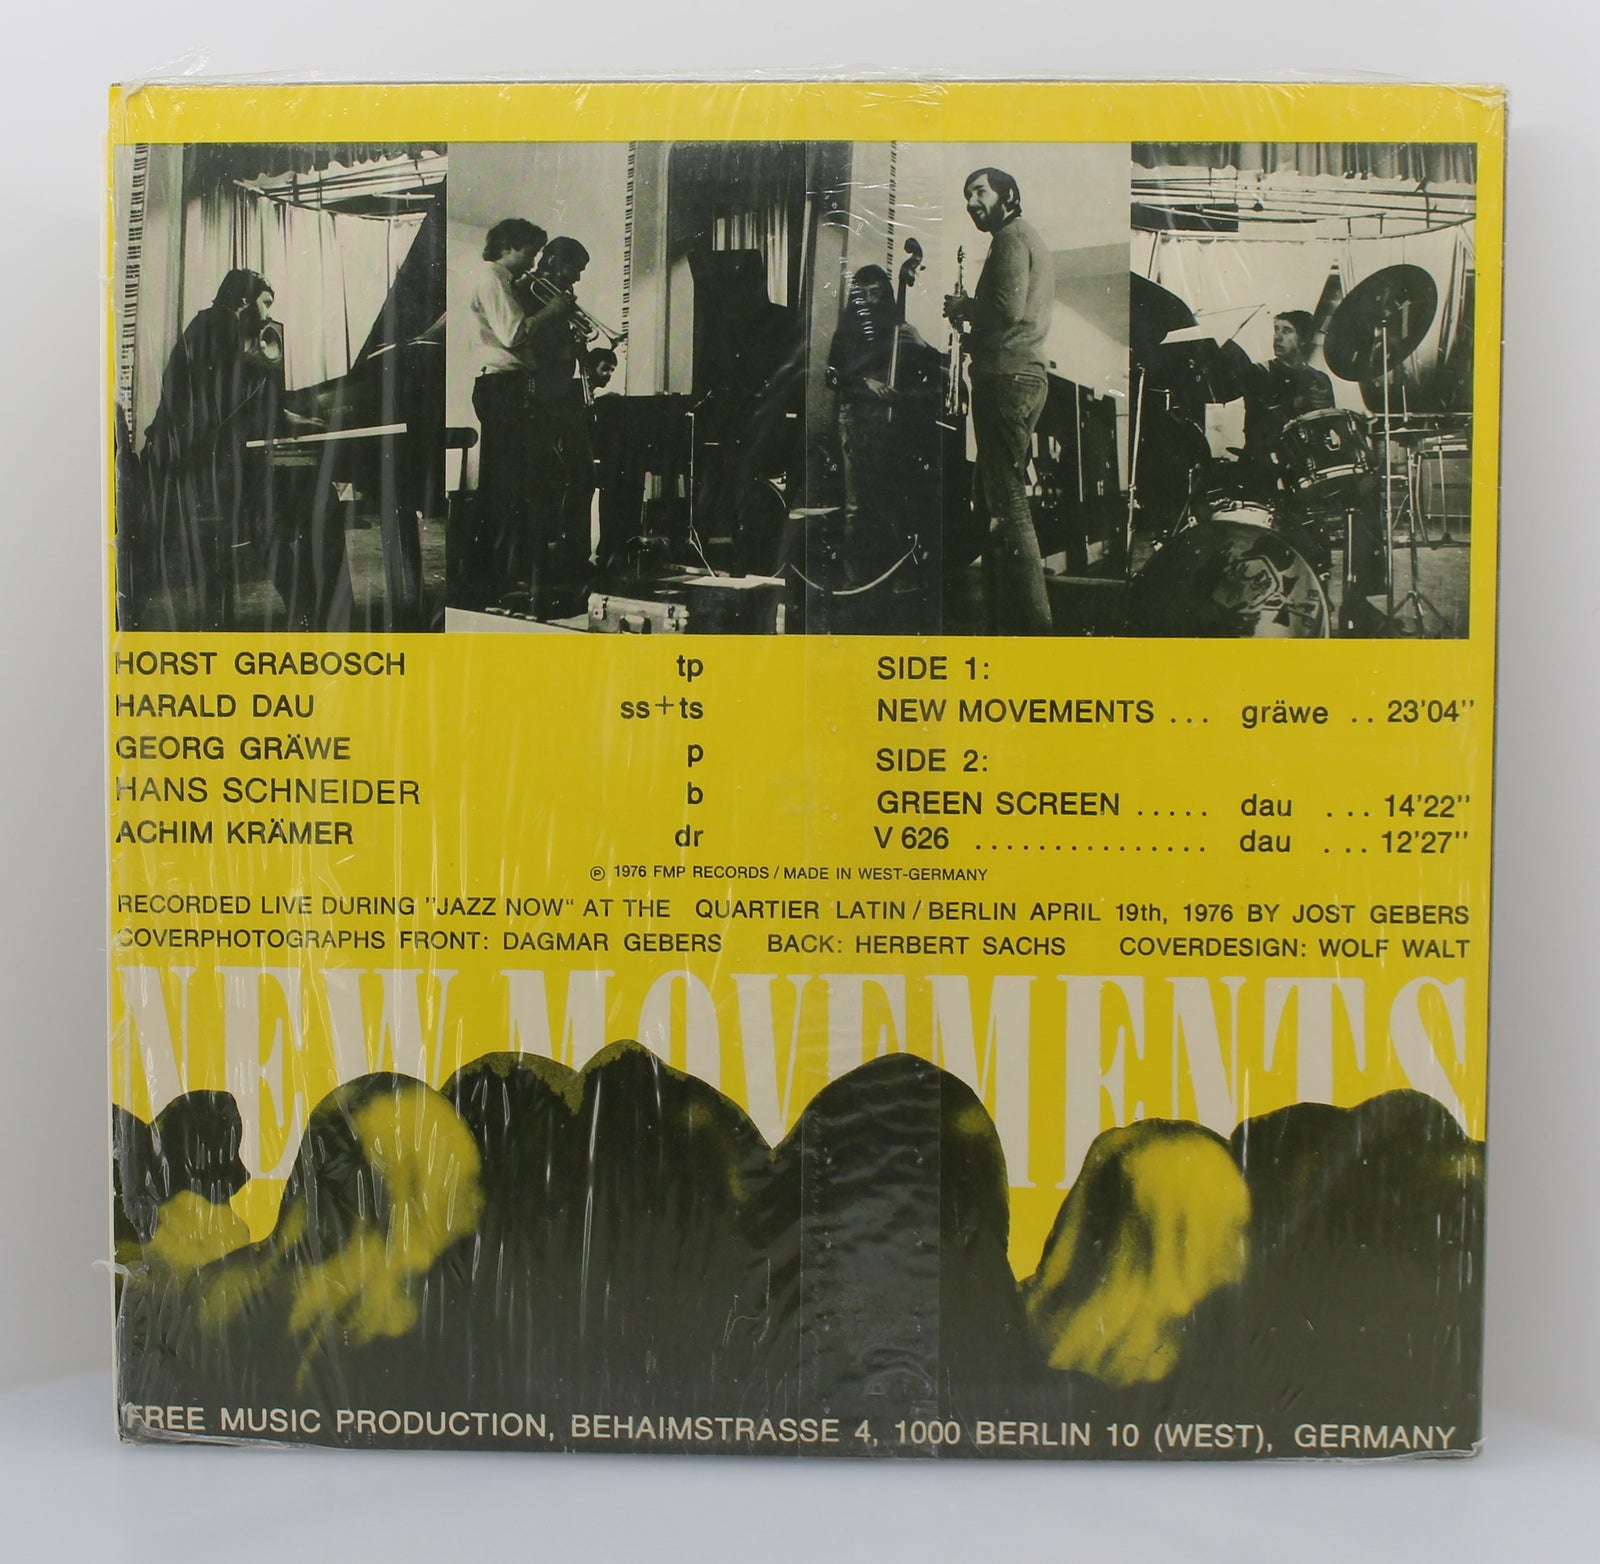 HORST GRABOSCH tp
HARALD DAU ss+ts
GEORG GRÄWE p
HANS SCHNEIDER b
ACHIM KRÄMER dr
SIDE 1:
NEW MOVEMENTS ... gräwe .. 23'04''
SIDE 2:
GREEN SCREEN ..... dau ... 14'22''
V 626 ............... dau ... 12'27''
℗ 1976 FMP RECORDS / MADE IN WEST-GERMANY
RECORDED LIVE DURING "JAZZ NOW“ AT THE QUARTIER LATIN / BERLIN APRIL 19th, 1976 BY JOST GEBERS
COVERPHOTOGRAPHS FRONT: DAGMAR GEBERS BACK: HERBERT SACHS COVERDESIGN: WOLF WALT
NEW MOVEMENTS
FREE MUSIC PRODUCTION, BEHAIMSTRASSE 4, 1000 BERLIN 10 (WEST), GERMANY